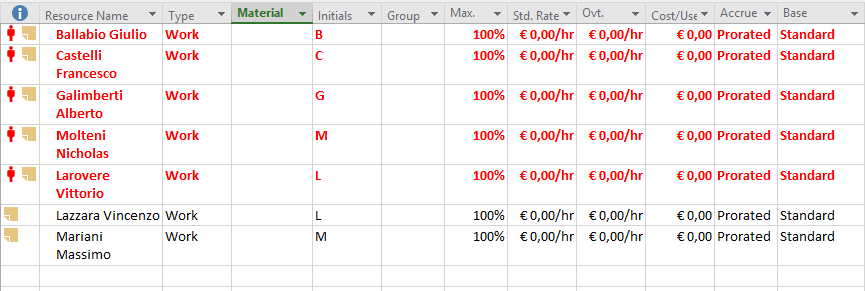 Resource Name Type Material Initials Group Max. Std. Rate Ovt. Cost/Use Accrue Base
Ballabio Giulio Work B 100% € 0,00/hr € 0,00/hr € 0,00 Prorated Standard
Castelli Work C 100% € 0,00/hr € 0,00/hr € 0,00 Prorated Standard
Francesco
Galimberti Work G 100% € 0,00/hr € 0,00/hr € 0,00 Prorated Standard
Alberto
Molteni Work M 100% € 0,00/hr € 0,00/hr € 0,00 Prorated Standard
Nicholas
Larovere Work L 100% € 0,00/hr € 0,00/hr € 0,00 Prorated Standard
Vittorio
Lazzara Vincenzo Work L 100% € 0,00/hr € 0,00/hr € 0,00 Prorated Standard
Mariani Work M 100% € 0,00/hr € 0,00/hr € 0,00 Prorated Standard
Massimo